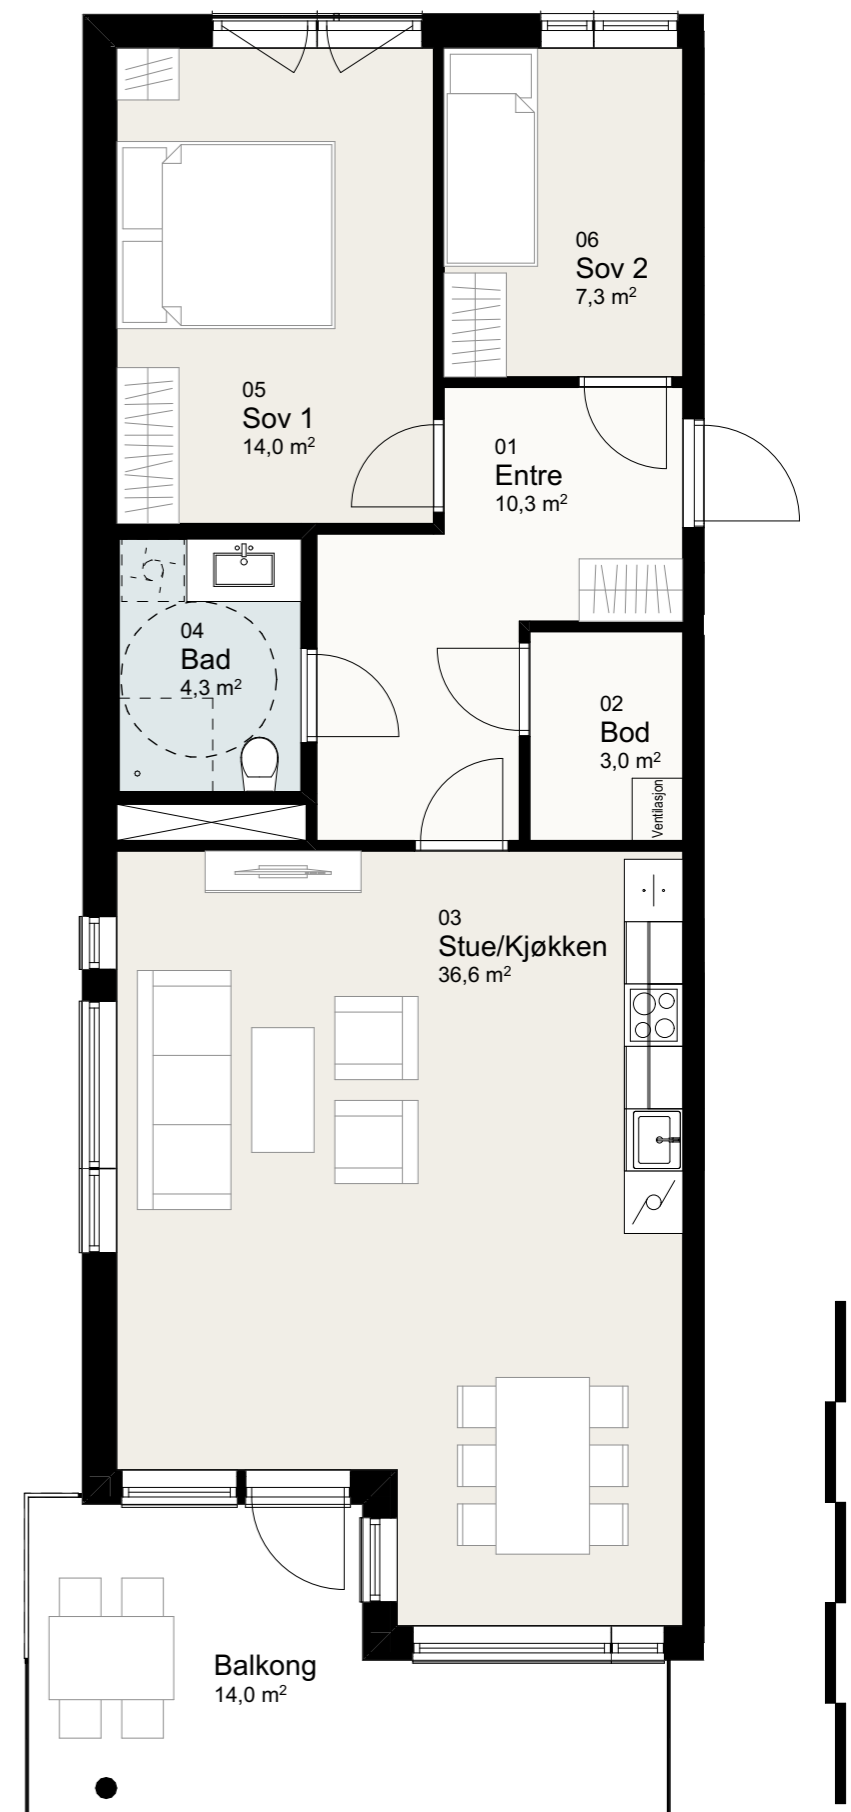 06
Sov 2
7,3 m²
05
Sov 1
14,0 m²
01
Entre
10,3 m²
04
Bad
4,3 m²
02
Bod
3,0 m²
Ventilasjon
03
Stue/Kjøkken
36,6 m²
Balkong
14,0 m²